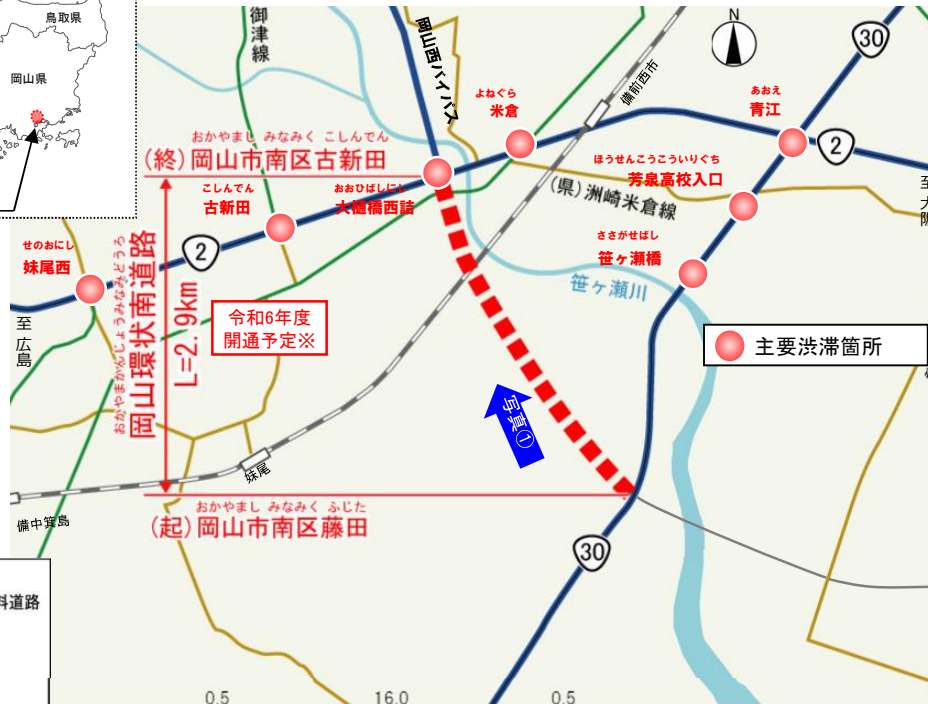 鳥取県
岡山県
御津線
岡山西バイパス
N
30
備前西市
よねぐら
米倉
あおえ
青江
2
至大阪
おかやまし みなみく こしんでん
(終)岡山市南区古新田
ほうせんこうこういりぐち
芳泉高校入口
(県)洲崎米倉線
こしんでん
古新田
おおひばしにし
大樋橋西詰
ささがせばし
笹ヶ瀬橋
笹ヶ瀬川
せのおにし
妹尾西
2
至広島
おかやまかんじょうみなみどうろ
岡山環状南道路
L=2.9km
令和6年度
開通予定※
主要渋滞箇所
写真①
妹尾
備中箕島
おかやまし みなみく ふじた
(起)岡山市南区藤田
30
料道路
0.5
16.0
0.5